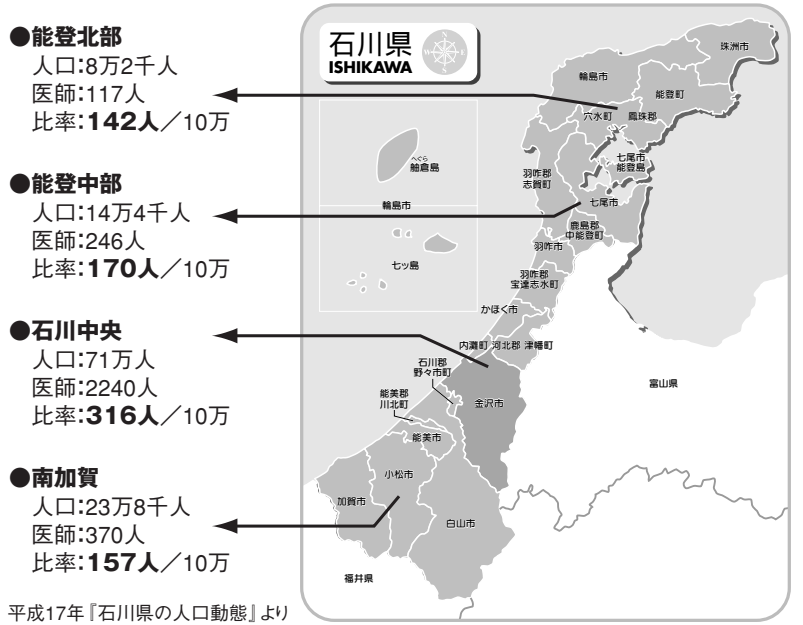 ●能登北部
人口:8万2千人
医師:117人
比率:142人／10万
●能登中部
人口:14万4千人
医師:246人
比率:170人／10万
●石川中央
人口:71万人
医師:2240人
比率:316人／10万
●南加賀
人口:23万8千人
医師:370人
比率:157人／10万
平成17年『石川県の人口動態』より
石川県
ISHIKAWA
N
W
E
S
へぐら
舳倉島
輪島市
七ッ島
珠洲市
輪島市
能登町
穴水町
鳳珠郡
七尾市
能登島
羽咋郡
志賀町
七尾市
鹿島郡
中能登町
羽咋市
羽咋郡
宝達志水町
かほく市
内灘町 河北郡 津幡町
石川郡
野々市町
金沢市
富山県
能美郡
川北町
能美市
小松市
加賀市
白山市
福井県